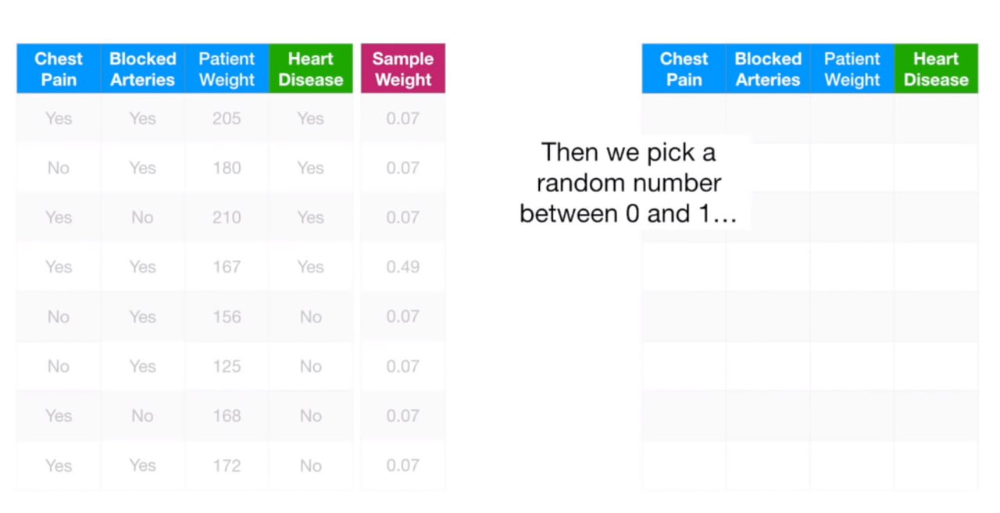 Chest Pain Blocked Arteries Patient Weight Heart Disease Sample Weight
Yes Yes 205 Yes 0.07
No Yes 180 Yes 0.07
Yes No 210 Yes 0.07
Yes Yes 167 Yes 0.49
No Yes 156 No 0.07
No Yes 125 No 0.07
Yes No 168 No 0.07
Yes Yes 172 No 0.07
Then we pick a
random number
between 0 and 1...
Chest Pain Blocked Arteries Patient Weight Heart Disease